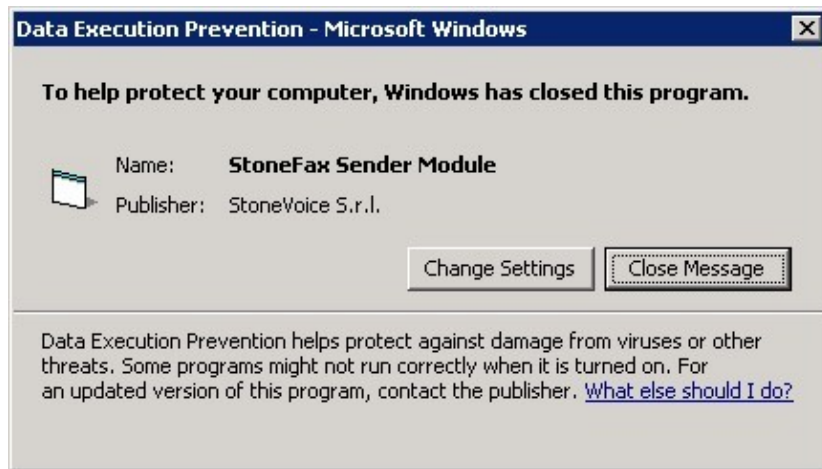 Data Execution Prevention - Microsoft Windows
To help protect your computer, Windows has closed this program.
Name: StoneFax Sender Module
Publisher: StoneVoice S.r.l.
Change Settings Close Message
Data Execution Prevention helps protect against damage from viruses or other
threats. Some programs might not run correctly when it is turned on. For
an updated version of this program, contact the publisher. What else should I do?